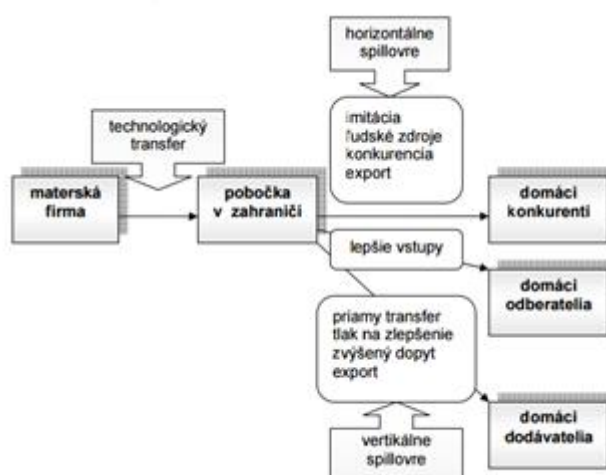 horizontálne
spillovre
imitácia
ľudské zdroje
konkurencia
export
technologický
transfer
materská
firma
pobočka
v zahraničí
domáci
konkurenti
lepšie vstupy
domáci
odberatelia
priamy transfer
tlak na zlepšenie
zvýšený dopyt
export
domáci
dodávatelia
vertikálne
spillovre